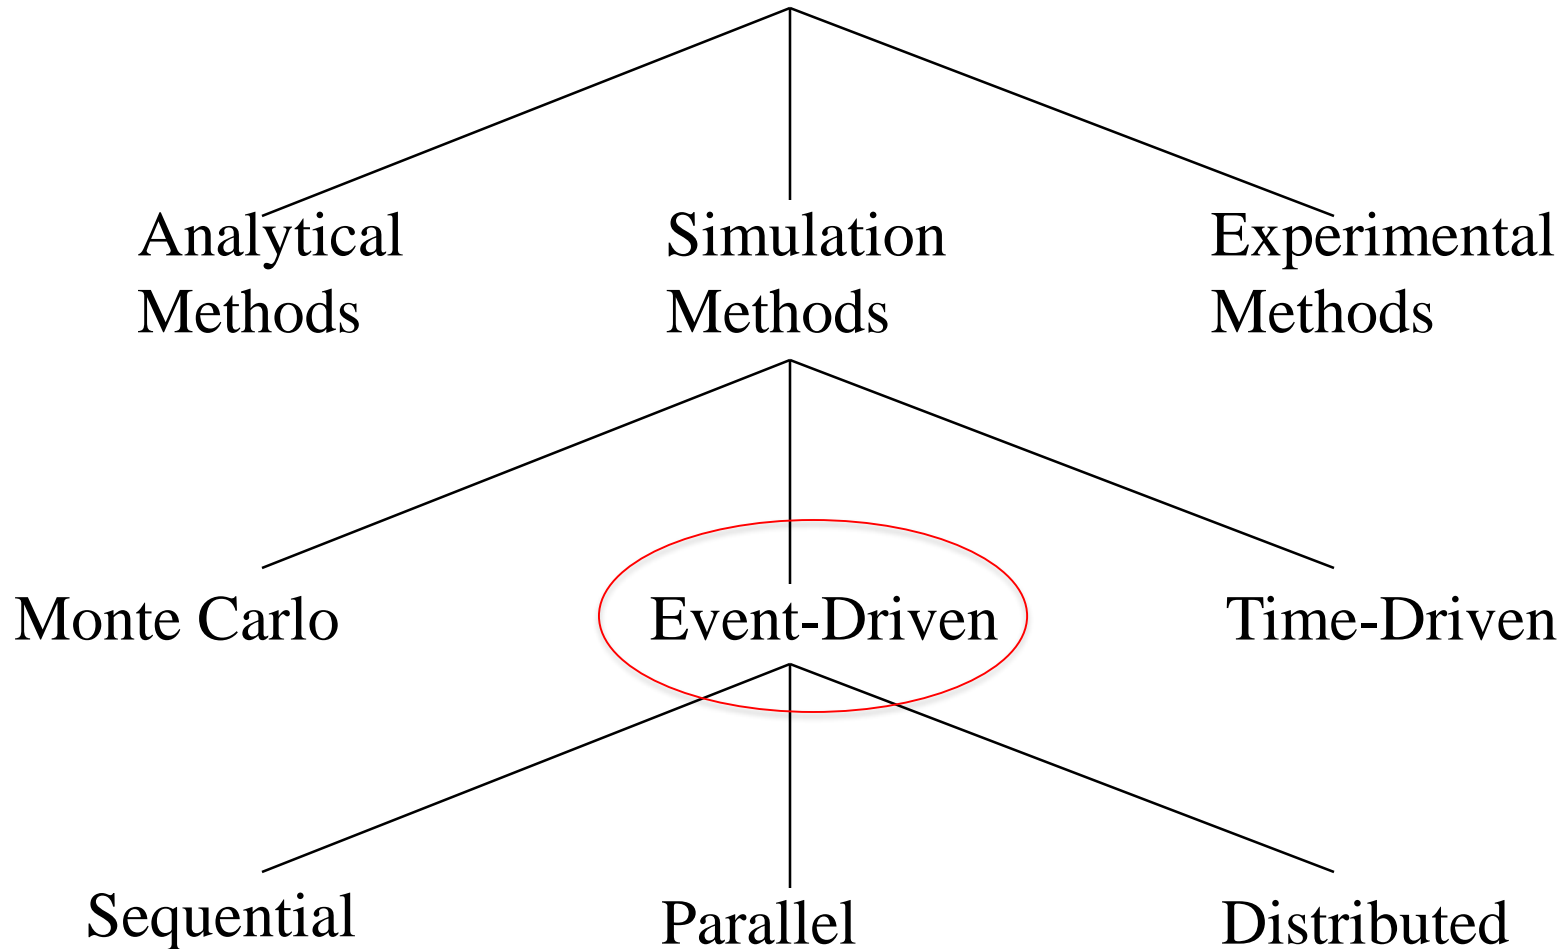 Analytical
Methods
Simulation
Methods
Experimental
Methods
Monte Carlo
Event-Driven
Time-Driven
Sequential
Parallel
Distributed